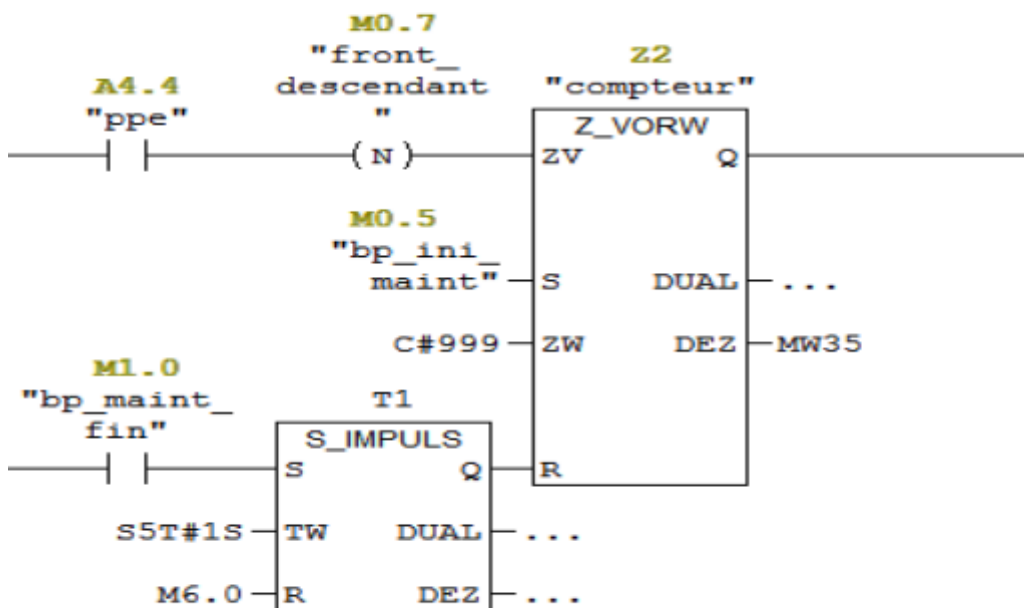 M0.7
"front_
descendant
"
A4.4
"ppe"
( N )
Z2
"compteur"
Z_VORW
ZV Q
M0.5
"bp_ini_
maint"
S DUAL ...
C#999 ZW DEZ MW35
R
M1.0
"bp_maint_
fin"
T1
S_IMPULS
S Q
S5T#1S TW DUAL ...
M6.0 R DEZ ...